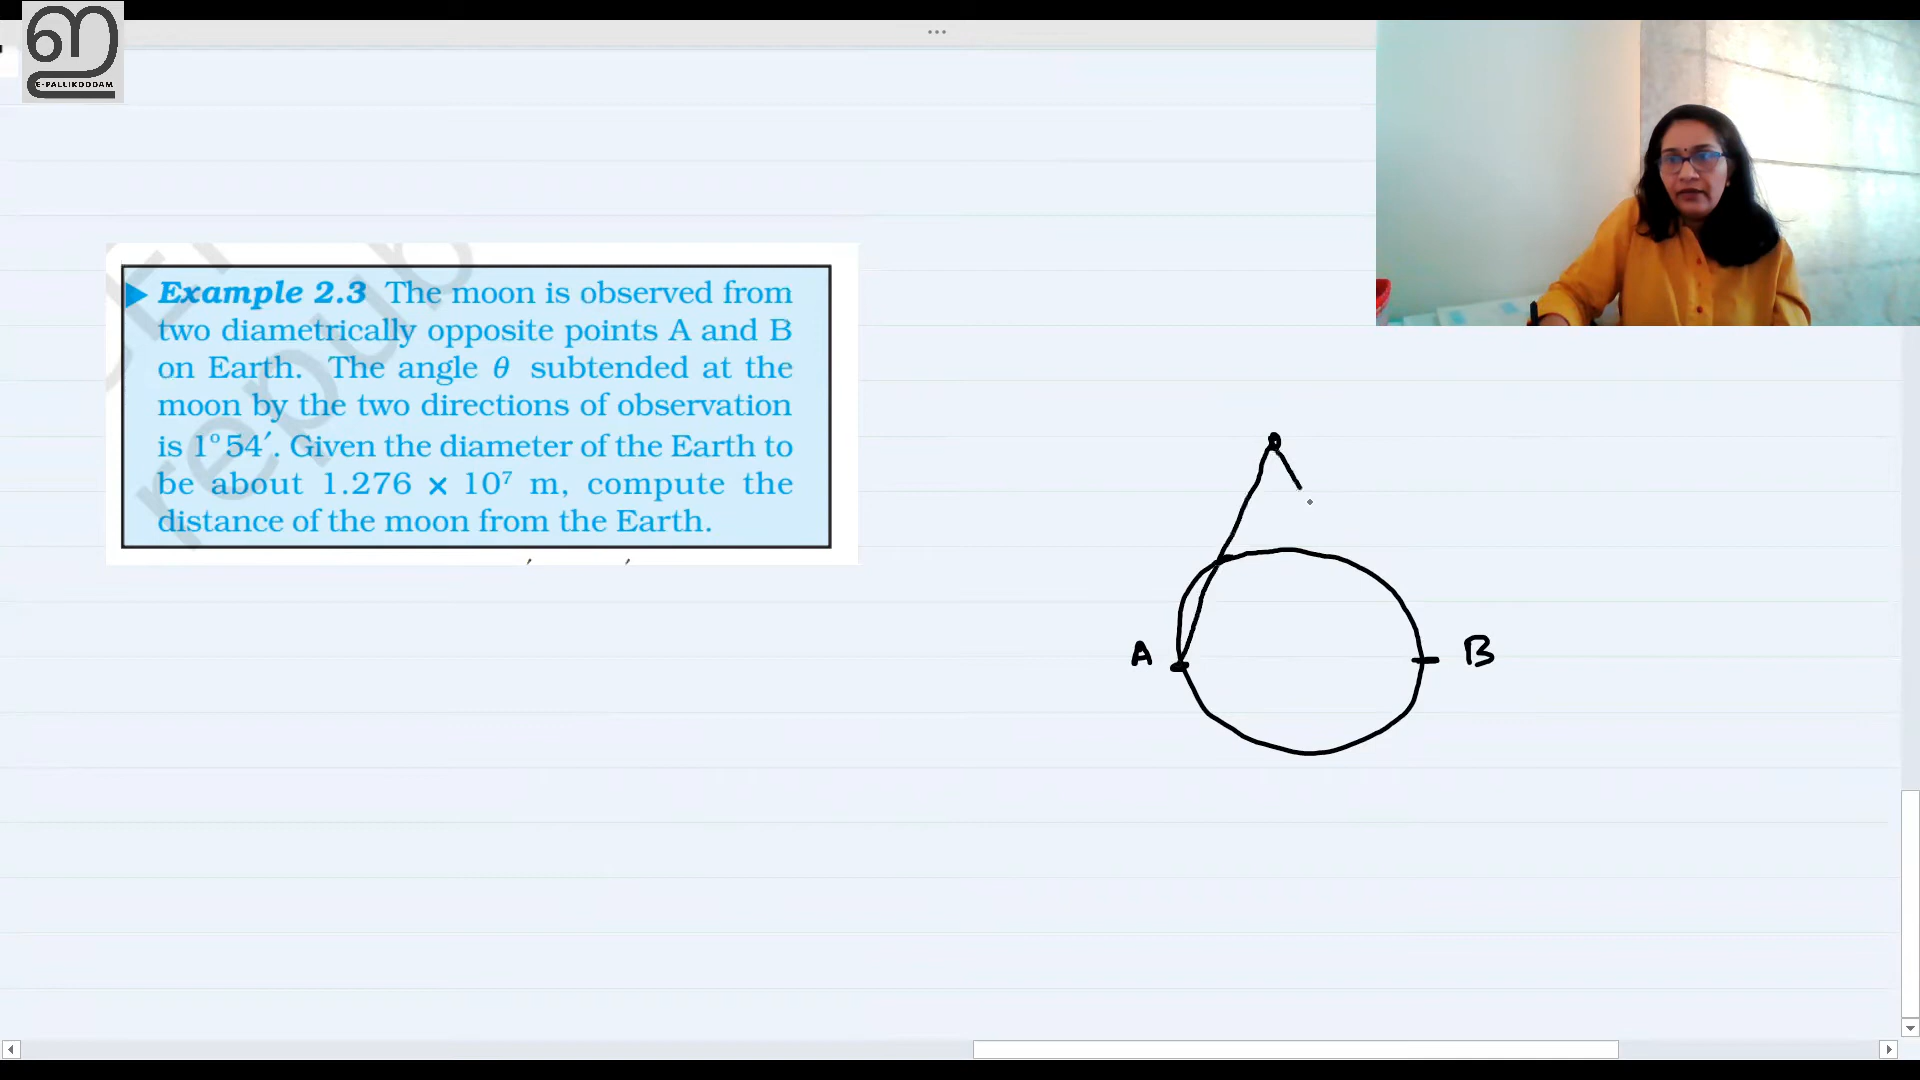 ന
E-PALLIKOODAM
Example 2.3 The moon is observed from
two diametrically opposite points A and B
on Earth. The angle θ subtended at the
moon by the two directions of observation
is 1° 54′. Given the diameter of the Earth to
be about 1.276 × 10⁷ m, compute the
distance of the moon from the Earth.
repub
A
B